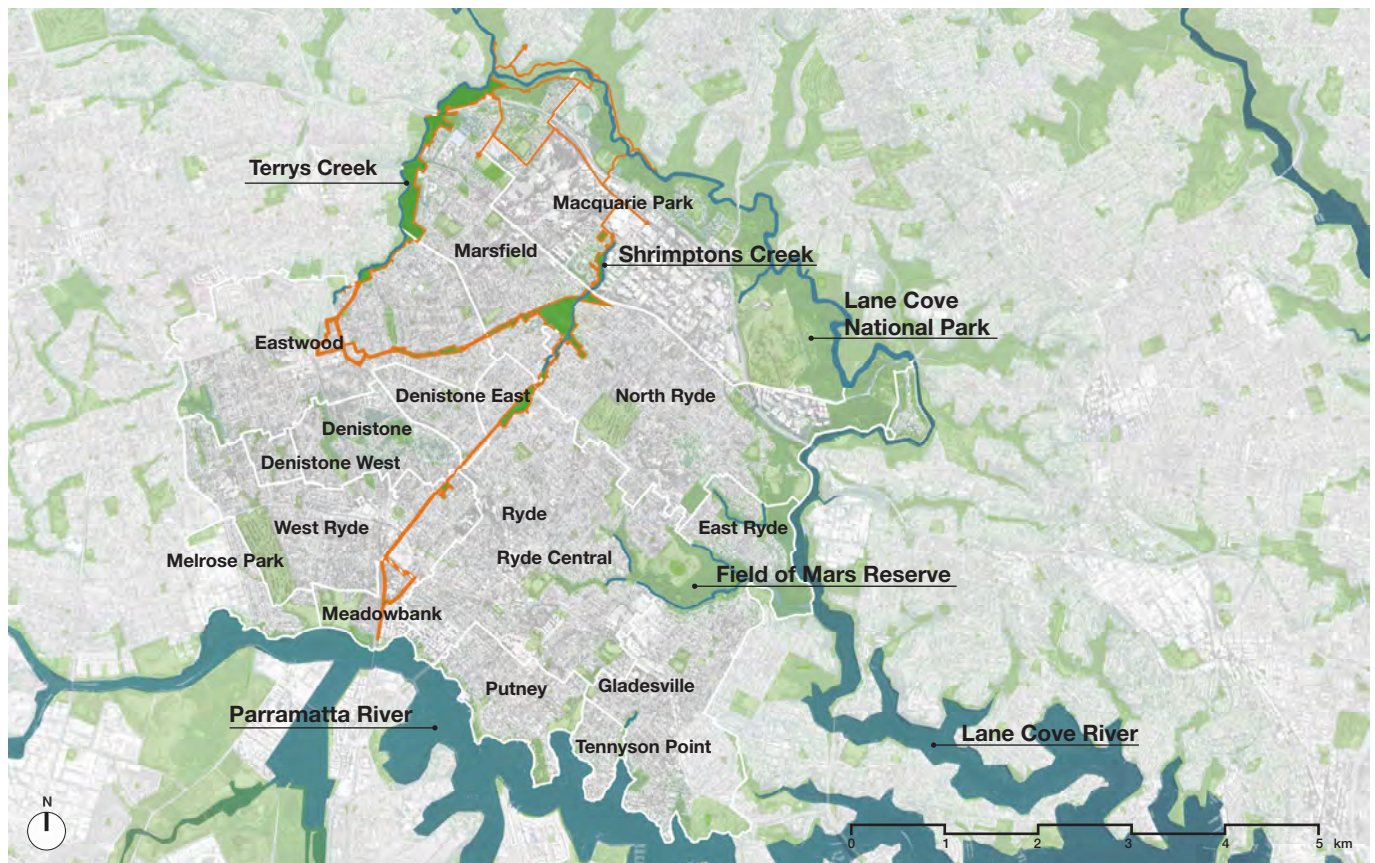 Terrys Creek
Macquarie Park
Marsfield
Shrimptons Creek
Lane Cove
National Park
Eastwood
Denistone East
North Ryde
Denistone
Denistone West
Ryde
West Ryde
East Ryde
Melrose Park
Ryde Central
Field of Mars Reserve
Meadowbank
Putney
Gladesville
Parramatta River
Lane Cove River
Tennyson Point
N
0 1 2 3 4 5 km